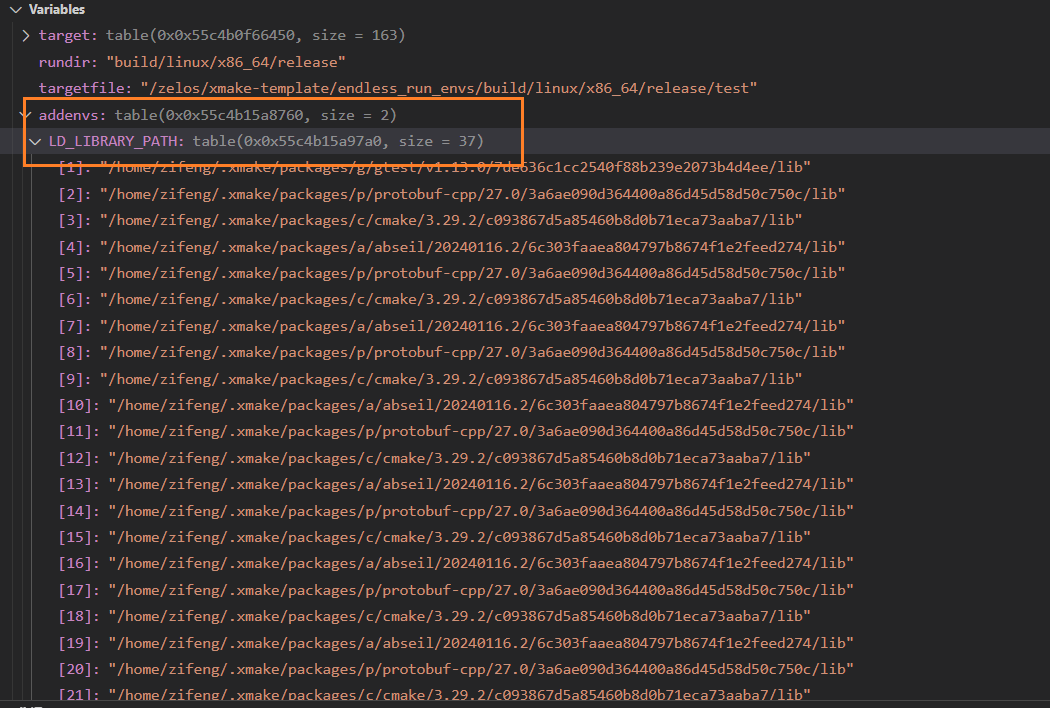 Variables
target: table(0x0x55c4b0f66450, size = 163)
rundir: "build/linux/x86_64/release"
targetfile: "/zelos/xmake-template/endless_run_envs/build/linux/x86_64/release/test"
addenvs: table(0x0x55c4b15a8760, size = 2)
LD_LIBRARY_PATH: table(0x0x55c4b15a97a0, size = 37)
[1]: "/home/zifeng/.xmake/packages/g/gtest/v1.13.0/7de636c1cc2540f88b239e2073b4d4ee/lib"
[2]: "/home/zifeng/.xmake/packages/p/protobuf-cpp/27.0/3a6ae090d364400a86d45d58d50c750c/lib"
[3]: "/home/zifeng/.xmake/packages/c/cmake/3.29.2/c093867d5a85460b8d0b71eca73aaba7/lib"
[4]: "/home/zifeng/.xmake/packages/a/abseil/20240116.2/6c303faaea804797b8674f1e2feed274/lib"
[5]: "/home/zifeng/.xmake/packages/p/protobuf-cpp/27.0/3a6ae090d364400a86d45d58d50c750c/lib"
[6]: "/home/zifeng/.xmake/packages/c/cmake/3.29.2/c093867d5a85460b8d0b71eca73aaba7/lib"
[7]: "/home/zifeng/.xmake/packages/a/abseil/20240116.2/6c303faaea804797b8674f1e2feed274/lib"
[8]: "/home/zifeng/.xmake/packages/p/protobuf-cpp/27.0/3a6ae090d364400a86d45d58d50c750c/lib"
[9]: "/home/zifeng/.xmake/packages/c/cmake/3.29.2/c093867d5a85460b8d0b71eca73aaba7/lib"
[10]: "/home/zifeng/.xmake/packages/a/abseil/20240116.2/6c303faaea804797b8674f1e2feed274/lib"
[11]: "/home/zifeng/.xmake/packages/p/protobuf-cpp/27.0/3a6ae090d364400a86d45d58d50c750c/lib"
[12]: "/home/zifeng/.xmake/packages/c/cmake/3.29.2/c093867d5a85460b8d0b71eca73aaba7/lib"
[13]: "/home/zifeng/.xmake/packages/a/abseil/20240116.2/6c303faaea804797b8674f1e2feed274/lib"
[14]: "/home/zifeng/.xmake/packages/p/protobuf-cpp/27.0/3a6ae090d364400a86d45d58d50c750c/lib"
[15]: "/home/zifeng/.xmake/packages/c/cmake/3.29.2/c093867d5a85460b8d0b71eca73aaba7/lib"
[16]: "/home/zifeng/.xmake/packages/a/abseil/20240116.2/6c303faaea804797b8674f1e2feed274/lib"
[17]: "/home/zifeng/.xmake/packages/p/protobuf-cpp/27.0/3a6ae090d364400a86d45d58d50c750c/lib"
[18]: "/home/zifeng/.xmake/packages/c/cmake/3.29.2/c093867d5a85460b8d0b71eca73aaba7/lib"
[19]: "/home/zifeng/.xmake/packages/a/abseil/20240116.2/6c303faaea804797b8674f1e2feed274/lib"
[20]: "/home/zifeng/.xmake/packages/p/protobuf-cpp/27.0/3a6ae090d364400a86d45d58d50c750c/lib"
[21]: "/home/zifeng/.xmake/packages/c/cmake/3.29.2/c093867d5a85460b8d0b71eca73aaba7/lib"